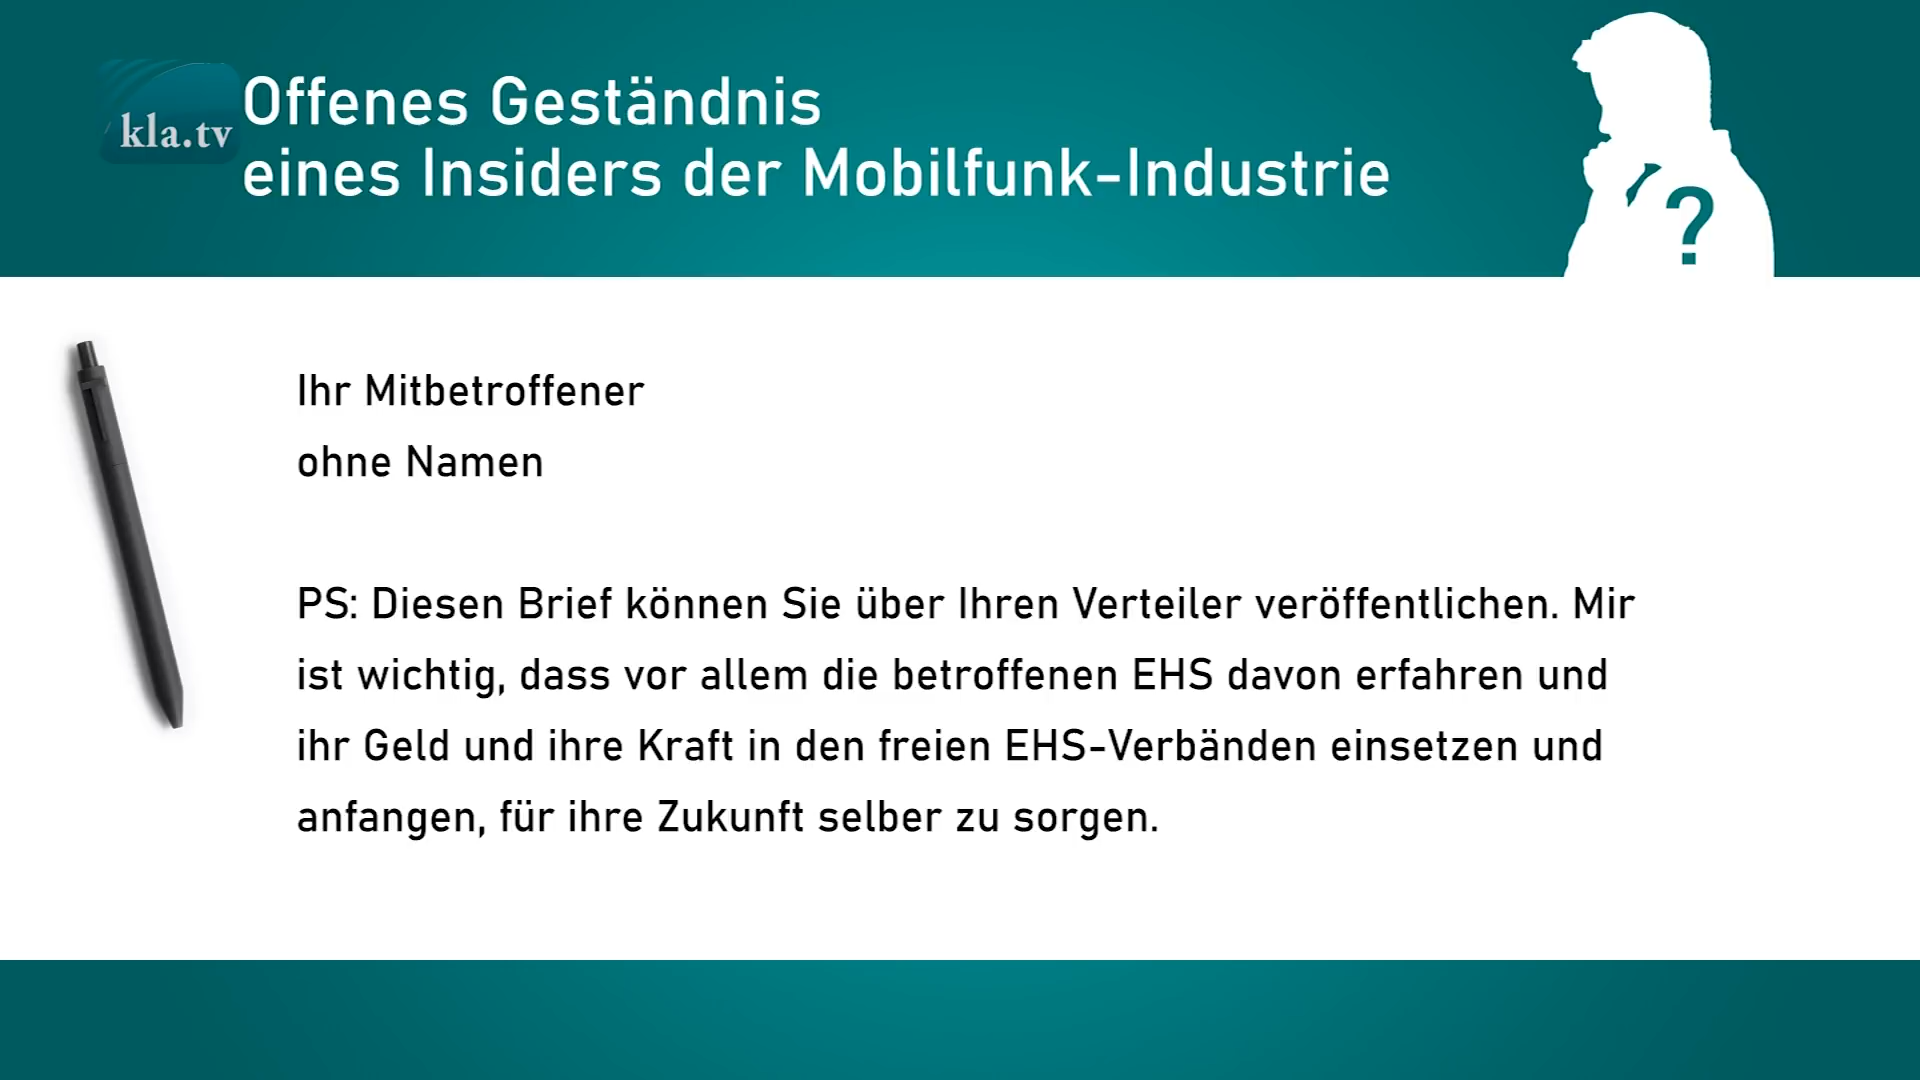 kla.tv
Offenes Geständnis
eines Insiders der Mobilfunk-Industrie
?
Ihr Mitbetroffener
ohne Namen
PS: Diesen Brief können Sie über Ihren Verteiler veröffentlichen. Mir
ist wichtig, dass vor allem die betroffenen EHS davon erfahren und
ihr Geld und ihre Kraft in den freien EHS-Verbänden einsetzen und
anfangen, für ihre Zukunft selber zu sorgen.